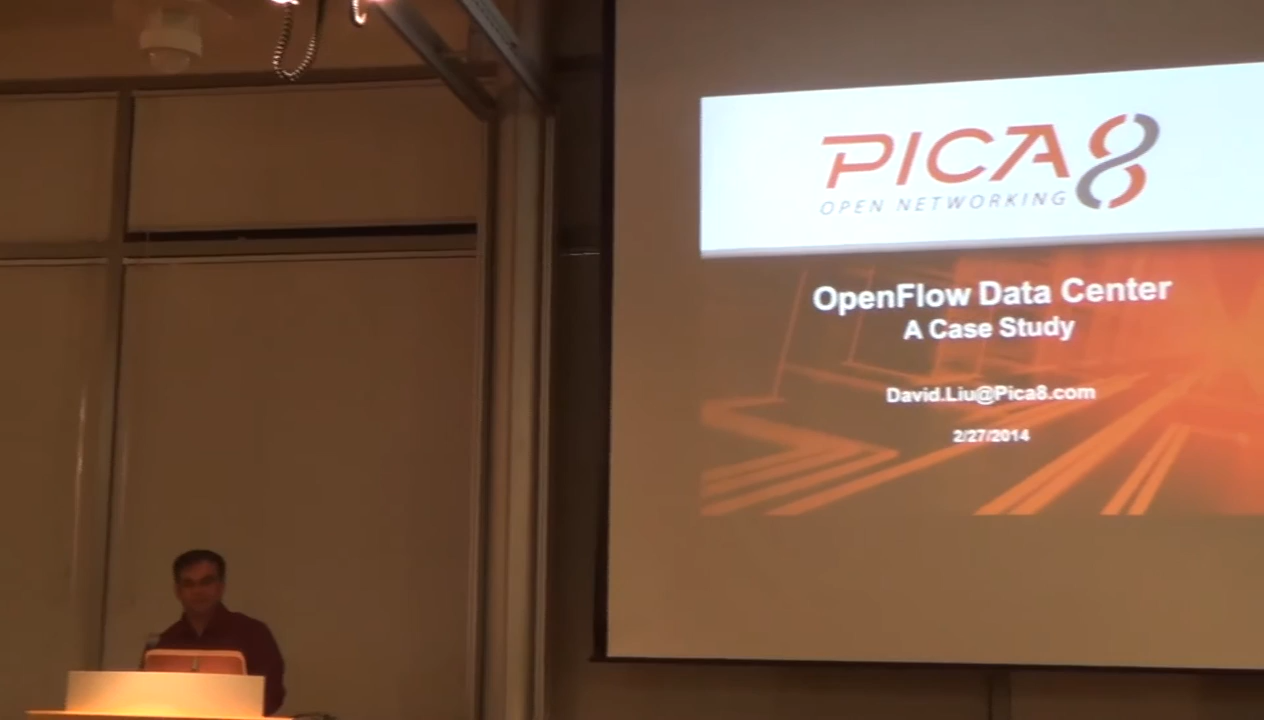 PICA8
OPEN NETWORKING
OpenFlow Data Center
A Case Study
David.Liu@Pica8.com
2/27/2014